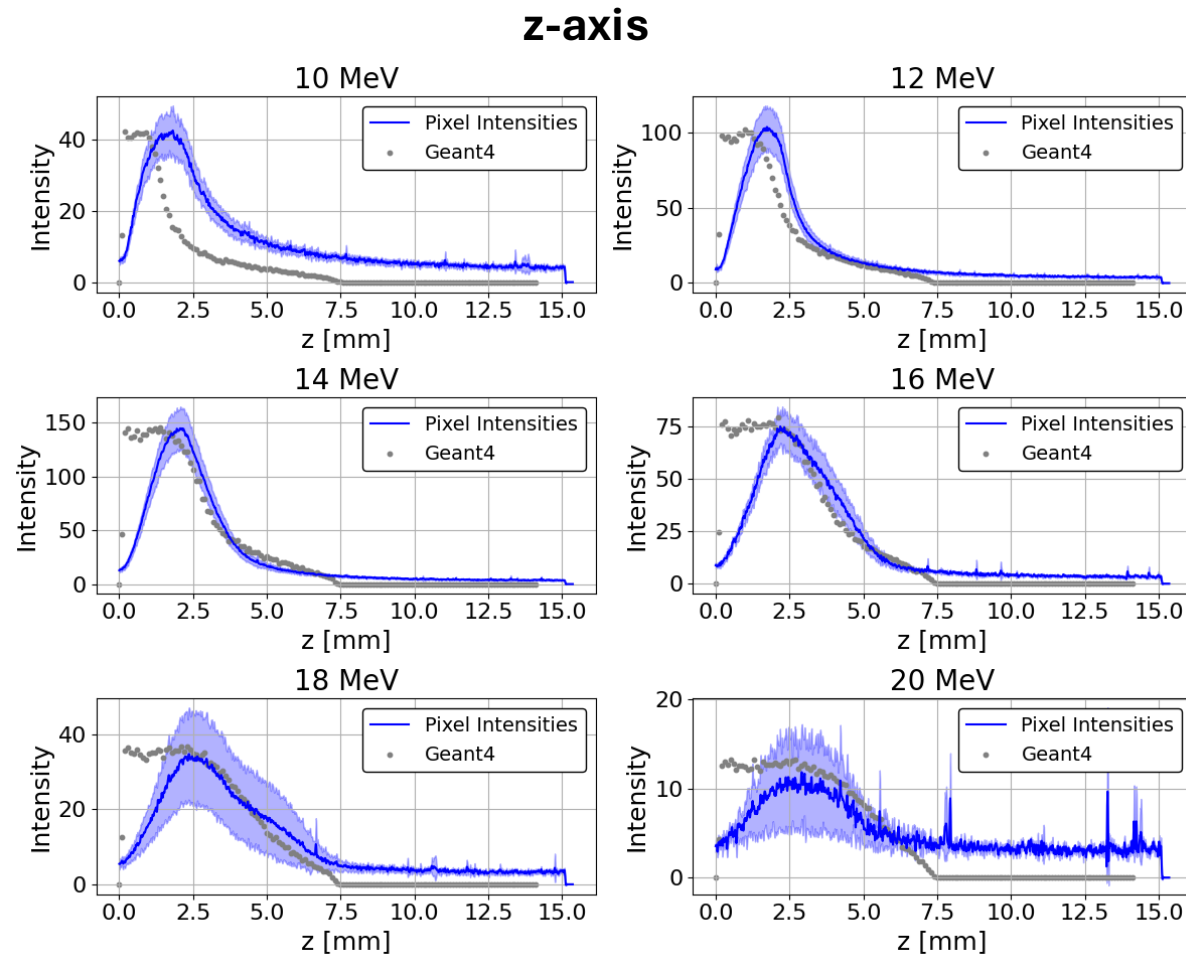 z-axis
10 MeV
Intensity
40
20
0
0.0 2.5 5.0 7.5 10.0 12.5 15.0
z [mm]
Pixel Intensities
Geant4
12 MeV
Intensity
100
50
0
0.0 2.5 5.0 7.5 10.0 12.5 15.0
z [mm]
Pixel Intensities
Geant4
14 MeV
Intensity
150
100
50
0
0.0 2.5 5.0 7.5 10.0 12.5 15.0
z [mm]
Pixel Intensities
Geant4
16 MeV
Intensity
75
50
25
0
0.0 2.5 5.0 7.5 10.0 12.5 15.0
z [mm]
Pixel Intensities
Geant4
18 MeV
Intensity
40
20
0
0.0 2.5 5.0 7.5 10.0 12.5 15.0
z [mm]
Pixel Intensities
Geant4
20 MeV
Intensity
20
10
0
0.0 2.5 5.0 7.5 10.0 12.5 15.0
z [mm]
Pixel Intensities
Geant4